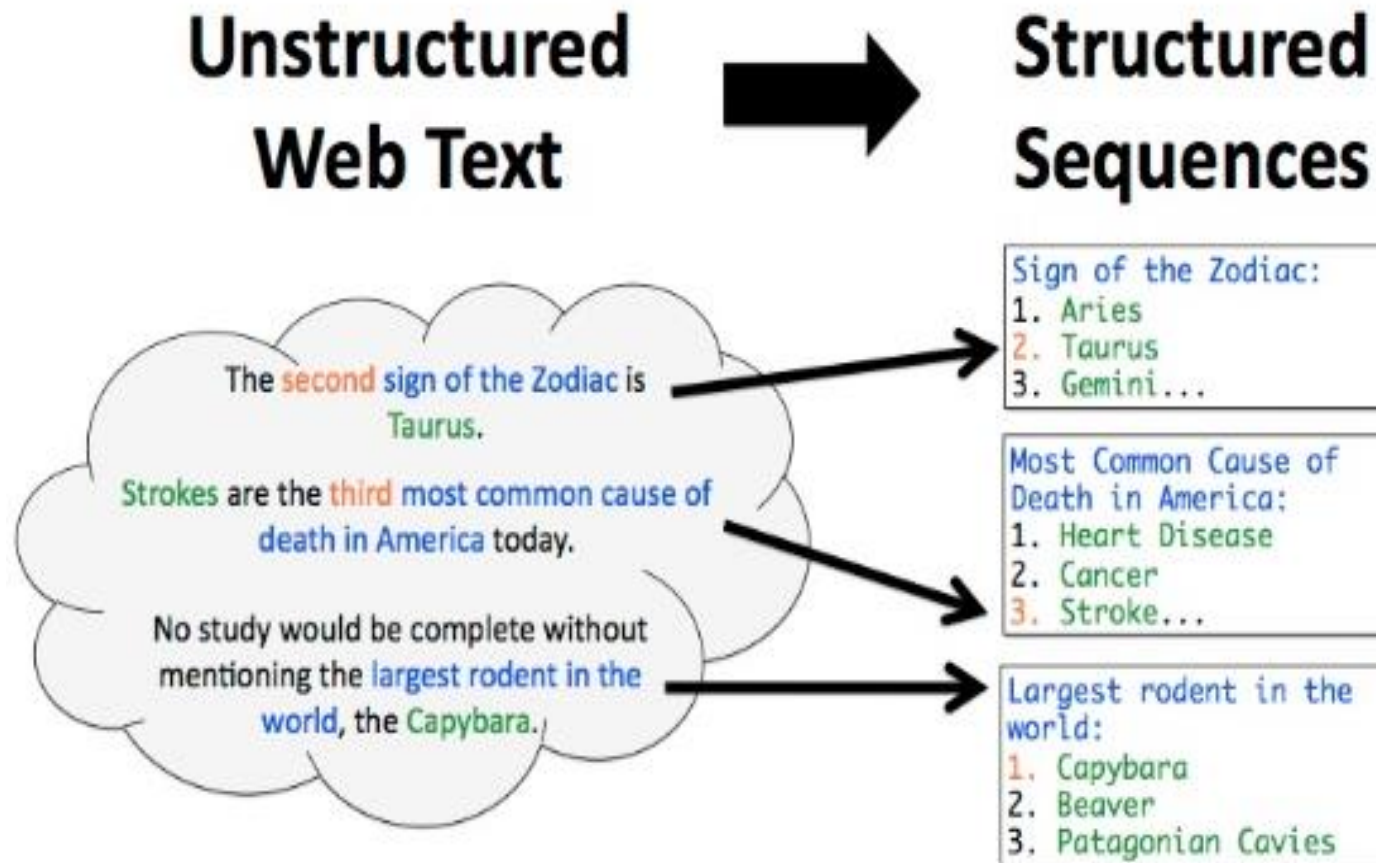 Unstructured
Web Text
Structured
Sequences
The second sign of the Zodiac is
Taurus.
Strokes are the third most common cause of
death in America today.
No study would be complete without
mentioning the largest rodent in the
world, the Capybara.
Sign of the Zodiac:
1. Aries
2. Taurus
3. Gemini...
Most Common Cause of
Death in America:
1. Heart Disease
2. Cancer
3. Stroke...
Largest rodent in the
world:
1. Capybara
2. Beaver
3. Patagonian Cavies